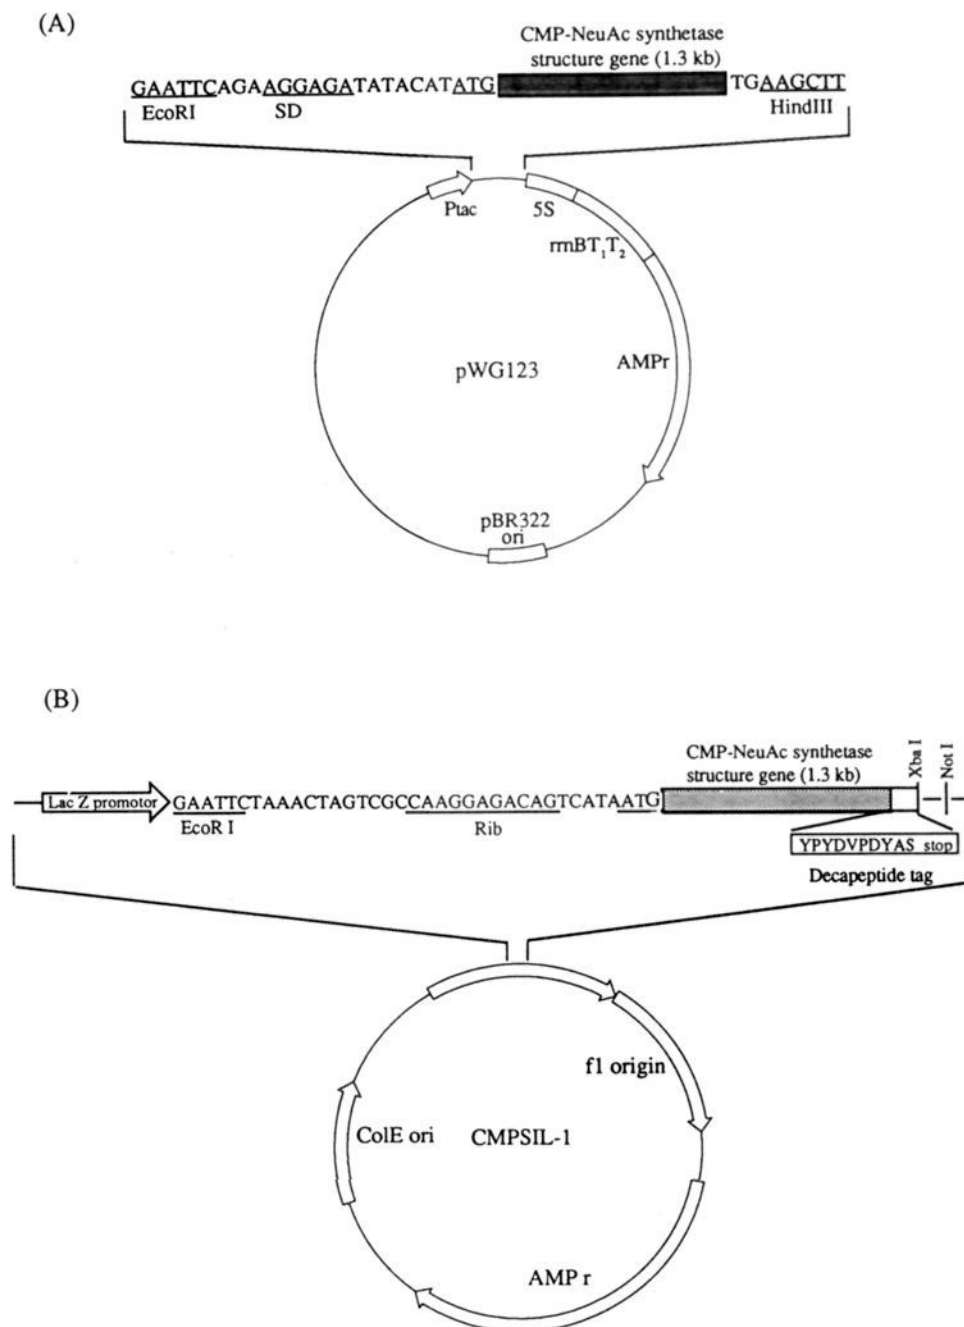 (A)
CMP-NeuAc synthetase
structure gene (1.3 kb)
GAATTCAGAAGGAGATATACATATG
TGAAGCTT
EcoRI
SD
HindIII
Ptac
5S
rrnBT₁T₂
AMPr
pWG123
pBR322
ori
(B)
CMP-NeuAc synthetase
structure gene (1.3 kb)
Xba I
Not I
Lac Z promotor
GAATTCTAAACTAGTCGCCAAGGAGACAGTCATAATG
EcoR I
Rib
YPYDVPDYAS stop
Decapeptide tag
f1 origin
ColE ori
CMPSIL-1
AMP r